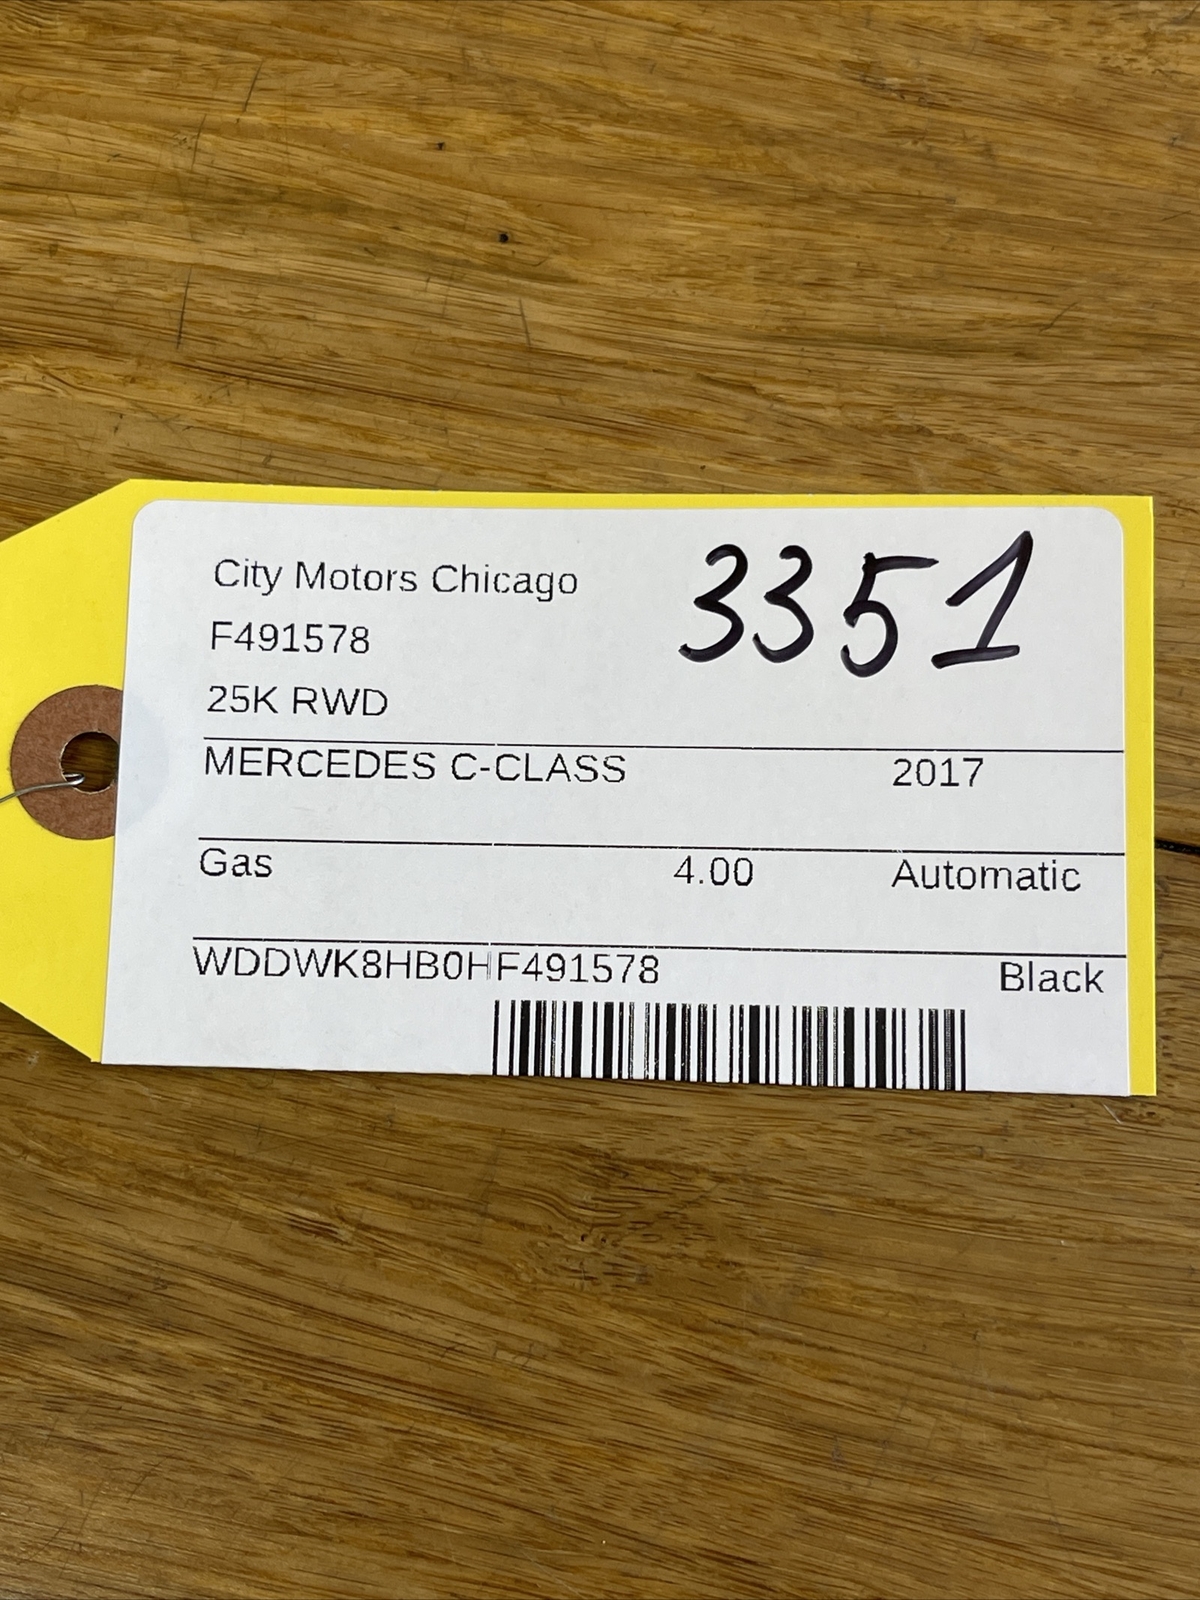 City Motors Chicago
3351
F491578
25K RWD
MERCEDES C-CLASS 2017
Gas 4.00 Automatic
WDDWK8HB0HF491578 Black